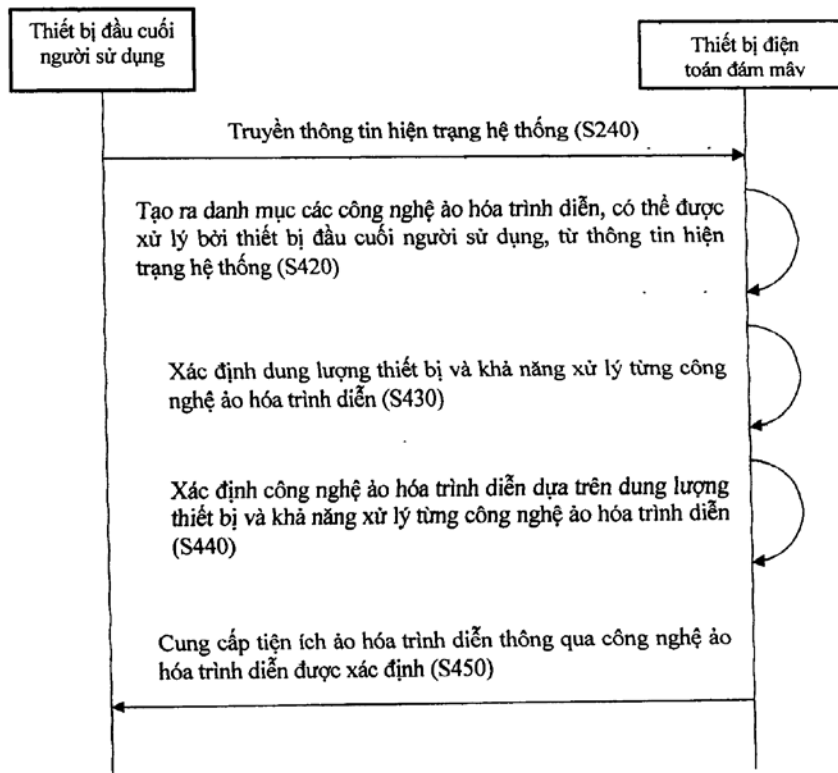 Thiết bị đầu cuối
người sử dụng
Thiết bị điện
toán đám mây
Truyền thông tin hiện trạng hệ thống (S240)
Tạo ra danh mục các công nghệ ảo hóa trình diễn, có thể được
xử lý bởi thiết bị đầu cuối người sử dụng, từ thông tin hiện
trạng hệ thống (S420)
Xác định dung lượng thiết bị và khả năng xử lý từng công
nghệ ảo hóa trình diễn (S430)
Xác định công nghệ ảo hóa trình diễn dựa trên dung lượng
thiết bị và khả năng xử lý từng công nghệ ảo hóa trình diễn
(S440)
Cung cấp tiện ích ảo hóa trình diễn thông qua công nghệ ảo
hóa trình diễn được xác định (S450)